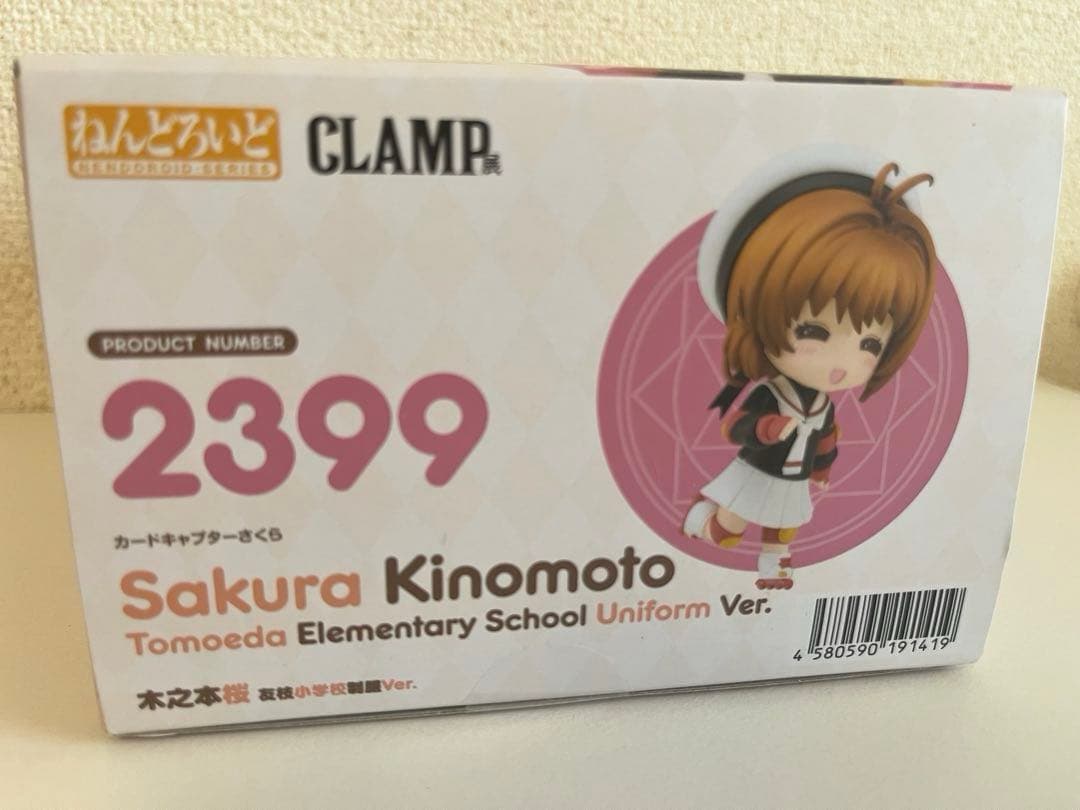 ねんどろいど
NENDOROID SERIES
CLAMP展
PRODUCT NUMBER
2399
カードキャプターさくら
Sakura Kinomoto
Tomoeda Elementary School Uniform Ver.
木之本桜 友枝小学校制服Ver.
4 580590 191419